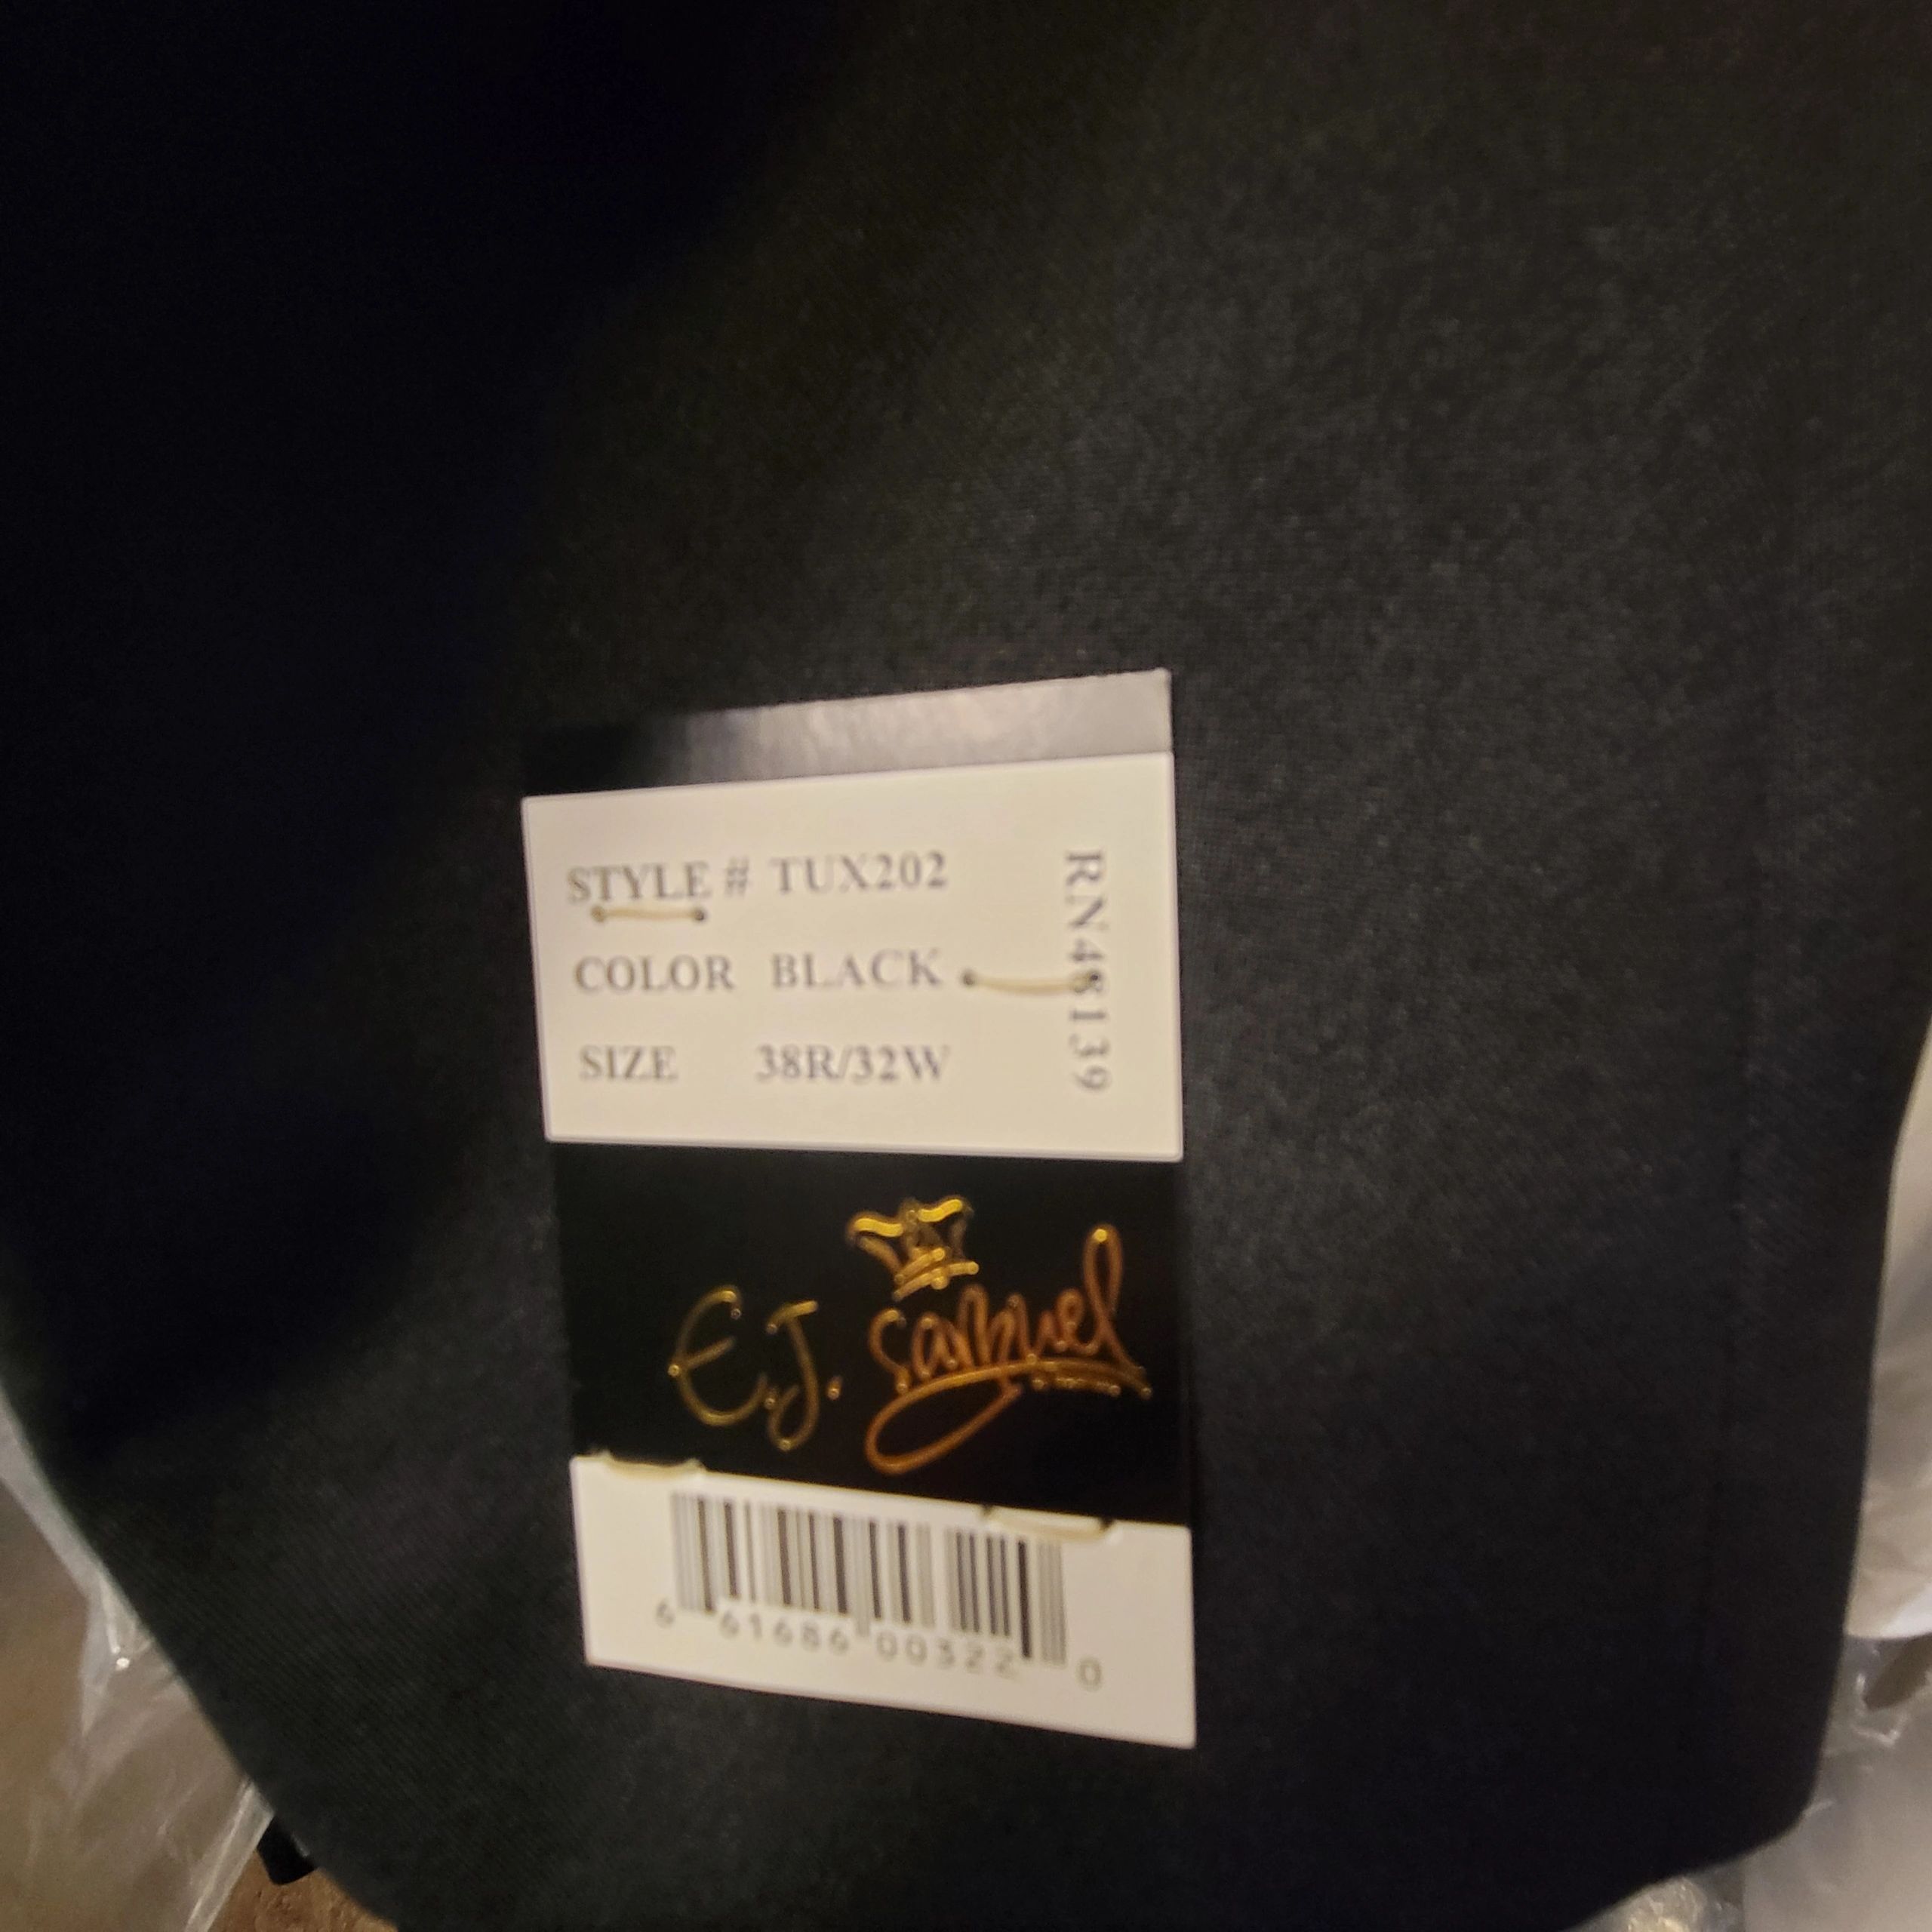 STYLE # TUX202
COLOR BLACK
SIZE 38R/32W
RN48139
E.J. Samuel
6 61686 00322 0